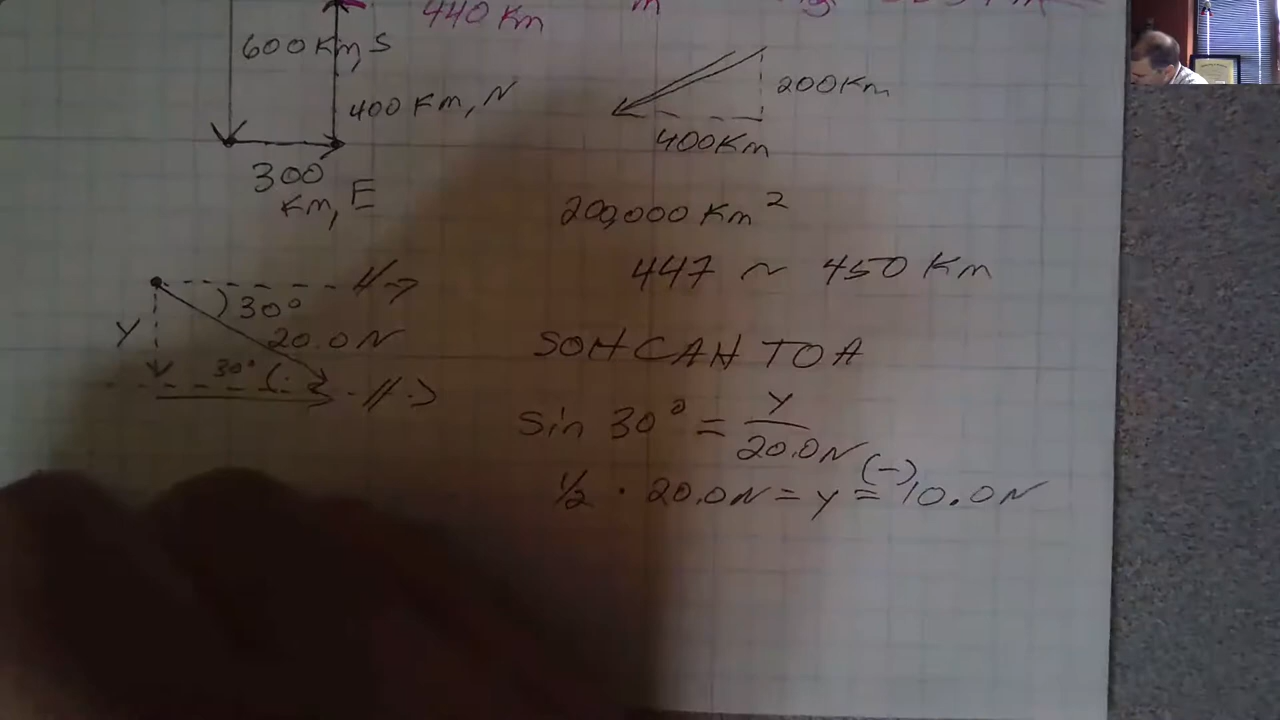 440 Km
m
600 Km, S
400 Km, N
300
Km, E
200 Km
400 Km
200,000 Km²
447 ~ 450 Km
30°
20.0 N
Y
30°
SOH CAH TOA
Sin 30° = Y / 20.0 N
1/2 · 20.0 N = Y = (-) 10.0 N